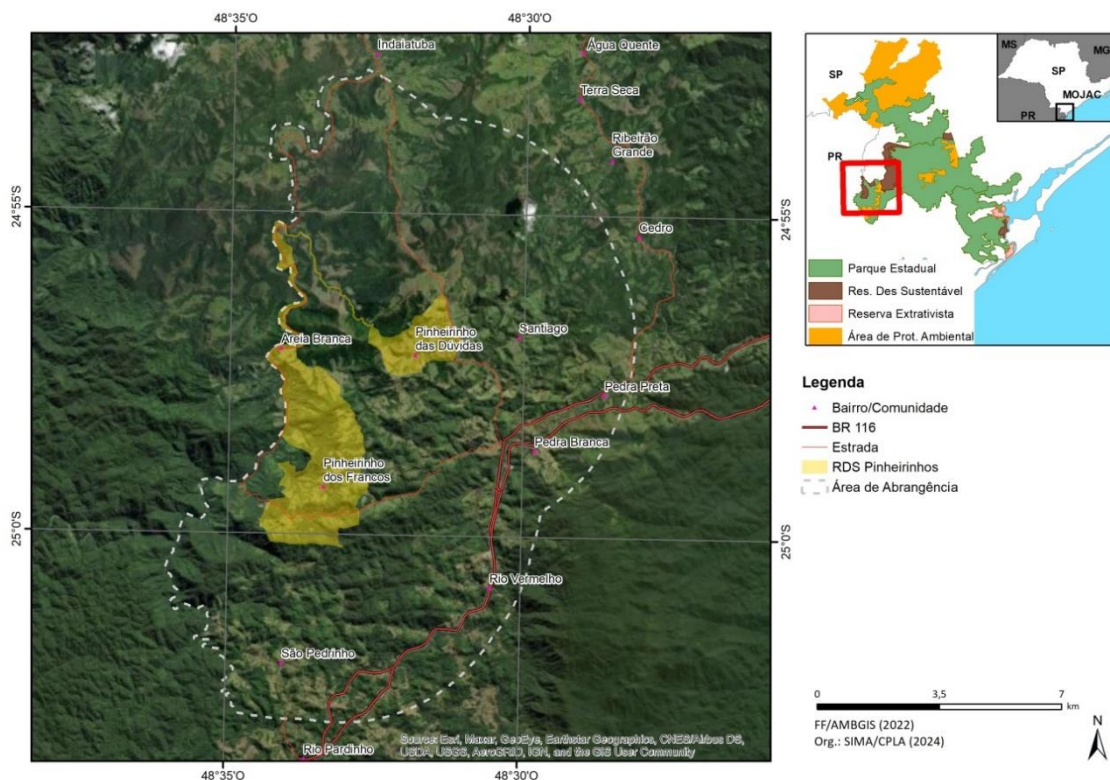 48°35'O
48°30'O
Indaiatuba
Água Quente
Terra Seca
Ribeirão
Grande
24°55'S
24°55'S
Cedro
Areia Branca
Pinheirinho
das Dúvidas
Santiago
Pedra Preta
Pedra Branca
Pinheirinho
dos Francos
25°0'S
25°0'S
Rio Vermelho
São Pedrinho
Rio Pardinho
Source: Esri, Maxar, GeoEye, Earthstar Geographics, CNES/Airbus DS,
USDA, USGS, AeroGRID, IGN, and the GIS User Community
48°35'O
48°30'O
MS
MG
SP
SP
MOJAC
PR
PR
Parque Estadual
Res. Des Sustentável
Reserva Extrativista
Área de Prot. Ambiental
Legenda
Bairro/Comunidade
BR 116
Estrada
RDS Pinheirinhos
Área de Abrangência
0 3,5 7
km
FF/AMBGIS (2022)
Org.: SIMA/CPLA (2024)
N